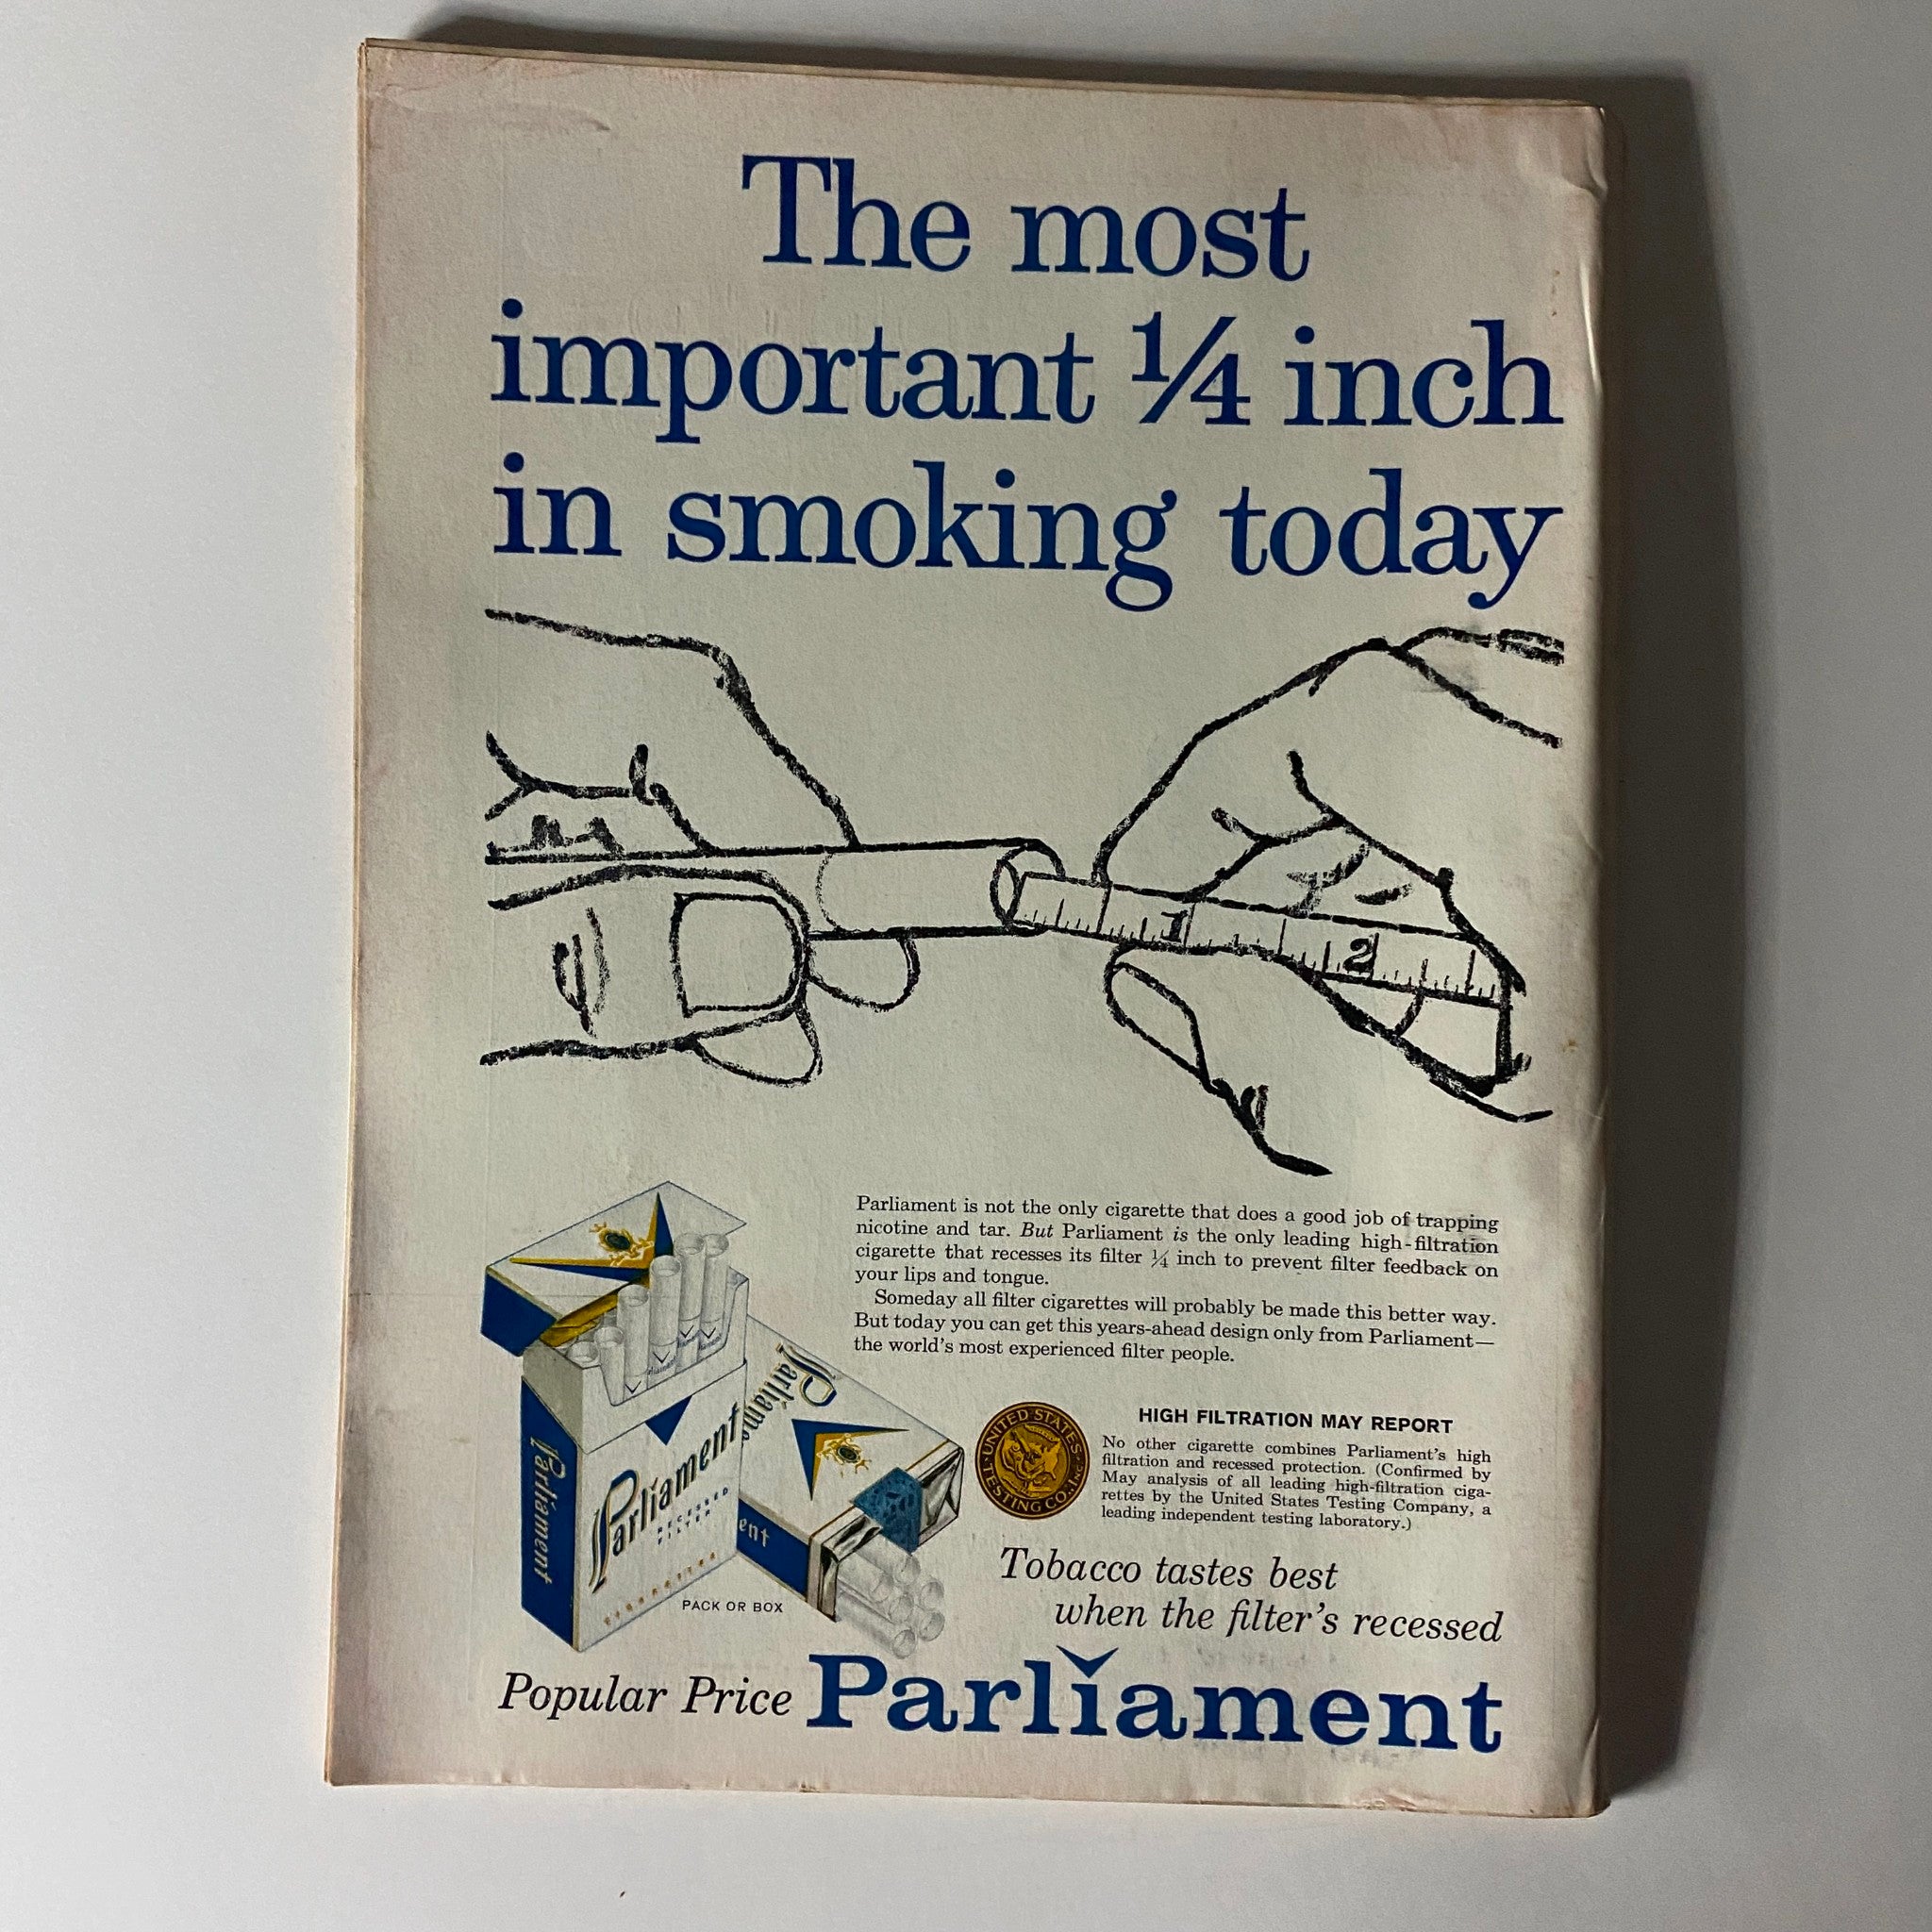 The most
important ¼ inch
in smoking today
1
2
Parliament is not the only cigarette that does a good job of trapping
nicotine and tar. But Parliament is the only leading high-filtration
cigarette that recesses its filter ¼ inch to prevent filter feedback on
your lips and tongue.
Someday all filter cigarettes will probably be made this better way.
But today you can get this years-ahead design only from Parliament—
the world's most experienced filter people.
Parliament
Parliament
RECESSED
FILTER
CIGARETTES
Parliame
ent
PACK OR BOX
UNITED STATES
TESTING CO. Inc.
HIGH FILTRATION MAY REPORT
No other cigarette combines Parliament's high
filtration and recessed protection. (Confirmed by
May analysis of all leading high-filtration ciga-
rettes by the United States Testing Company, a
leading independent testing laboratory.)
Tobacco tastes best
when the filter's recessed
Popular Price Parliament